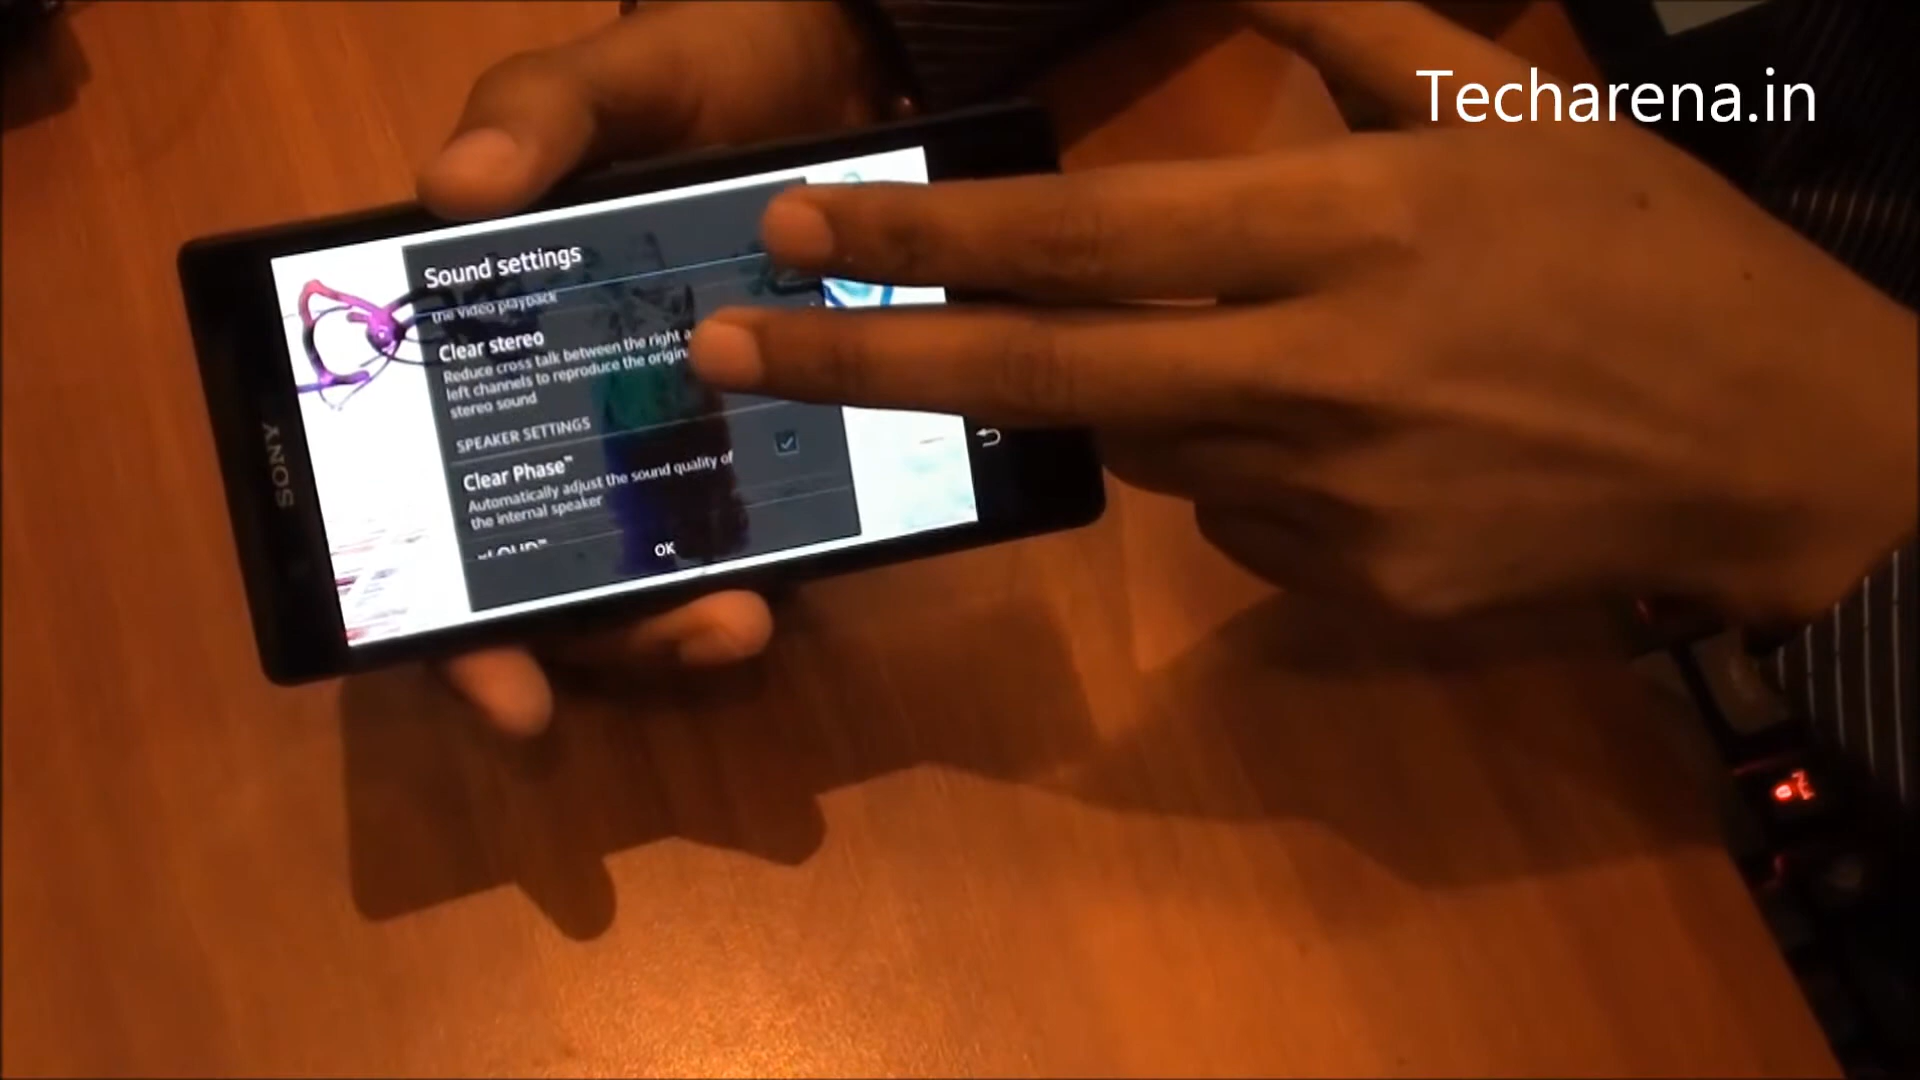 Techarena.in
Sound settings
the video playback
Clear stereo
Reduce cross talk between the right
left channels to reproduce the
stereo sound
SPEAKER SETTINGS
Clear Phase™
Automatically adjust the sound quality of
the internal speaker
xLOUD™
OK
SONY